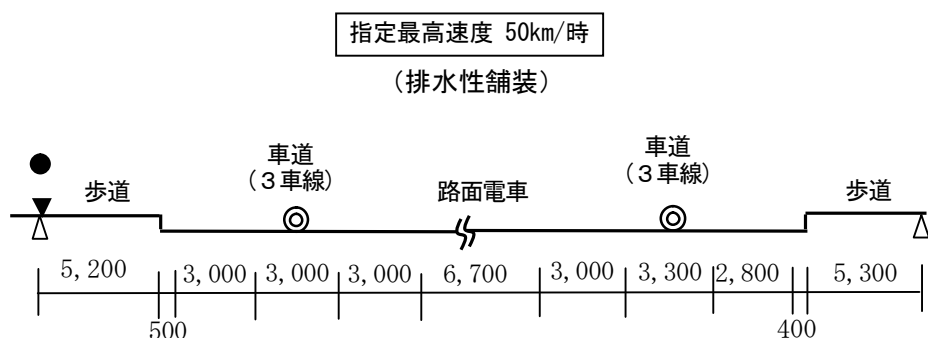 指定最高速度 50km/時
（排水性舗装）
車道
（３車線）
車道
（３車線）
歩道
路面電車
歩道
5,200
3,000
3,000
3,000
6,700
3,000
3,300
2,800
5,300
500
400